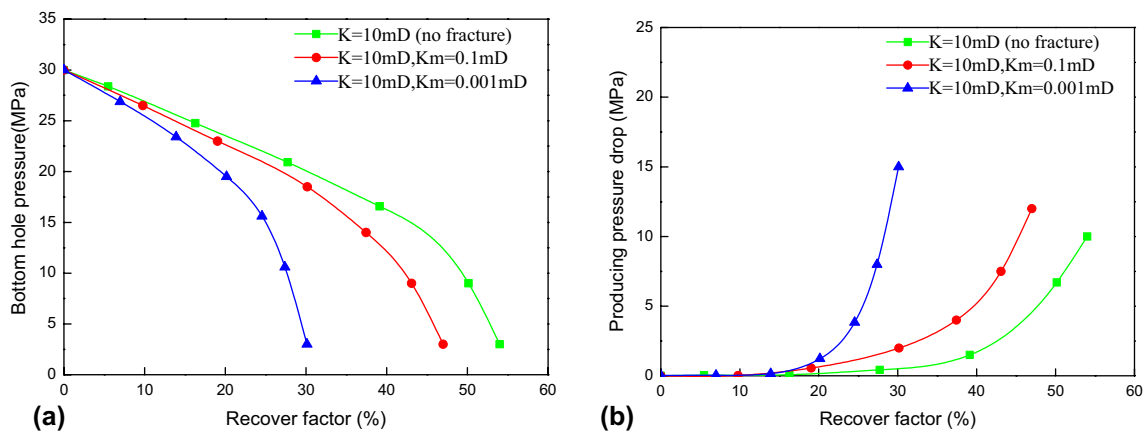 35
30
25
20
15
10
5
0
Bottom hole pressure(MPa)
K=10mD (no fracture)
K=10mD,Km=0.1mD
K=10mD,Km=0.001mD
0 10 20 30 40 50 60
(a) Recover factor (%)
25
20
15
10
5
0
Producing pressure drop (MPa)
K=10mD (no fracture)
K=10mD,Km=0.1mD
K=10mD,Km=0.001mD
0 10 20 30 40 50 60
(b) Recover factor (%)